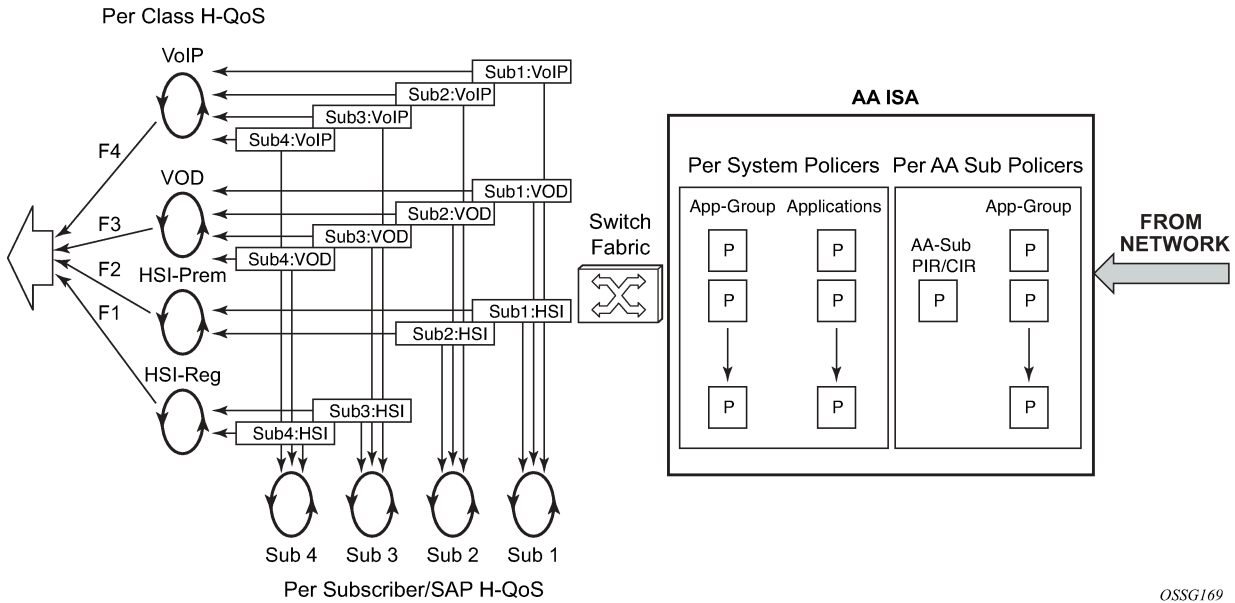 Per Class H-QoS
VoIP
Sub1:VoIP
Sub2:VoIP
Sub3:VoIP
Sub4:VoIP
F4
VOD
Sub1:VOD
Sub2:VOD
Sub3:VOD
Sub4:VOD
F3
F2
HSI-Prem
Sub1:HSI
Sub2:HSI
F1
HSI-Reg
Sub3:HSI
Sub4:HSI
Sub 4
Sub 3
Sub 2
Sub 1
Per Subscriber/SAP H-QoS
Switch
Fabric
AA ISA
Per System Policers
App-Group
Applications
P
P
P
P
P
P
Per AA Sub Policers
AA-Sub
PIR/CIR
P
App-Group
P
P
P
FROM
NETWORK
OSSG169